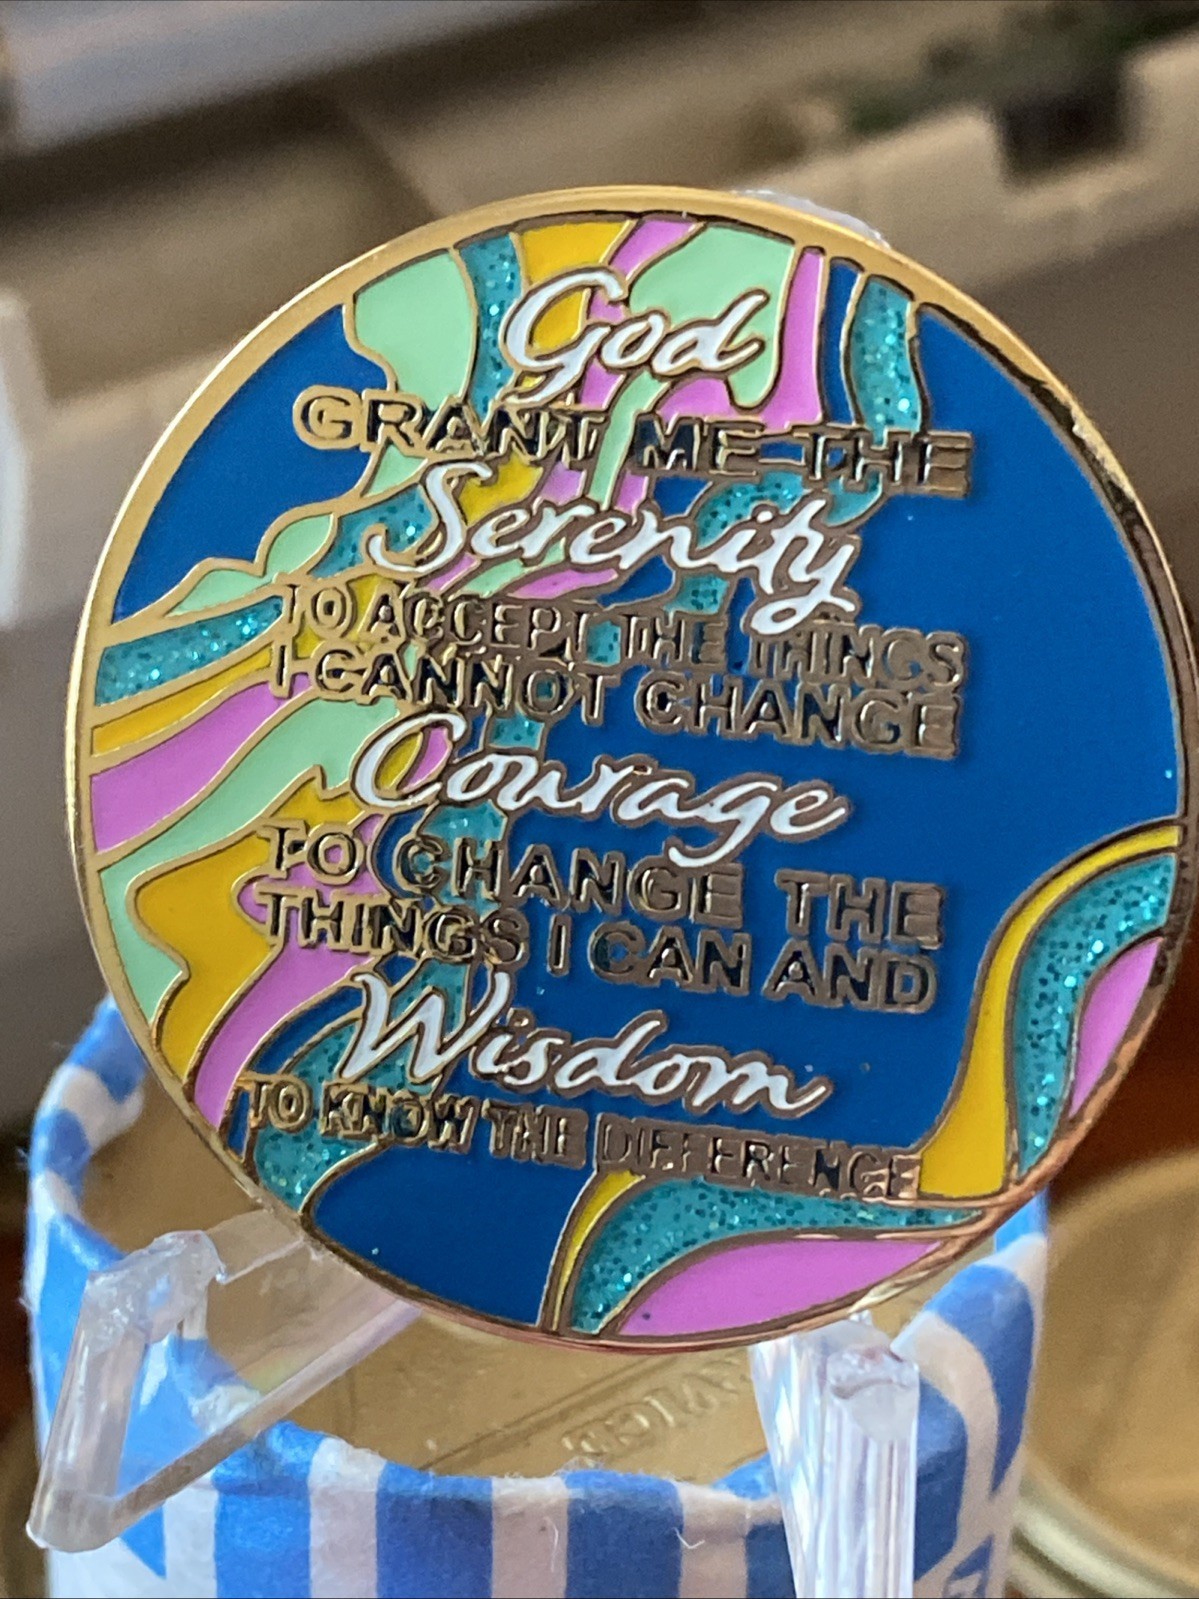 God
GRANT ME THE
Serenity
TO ACCEPT THE THINGS
I CANNOT CHANGE
Courage
TO CHANGE THE
THINGS I CAN AND
Wisdom
TO KNOW THE DIFFERENCE